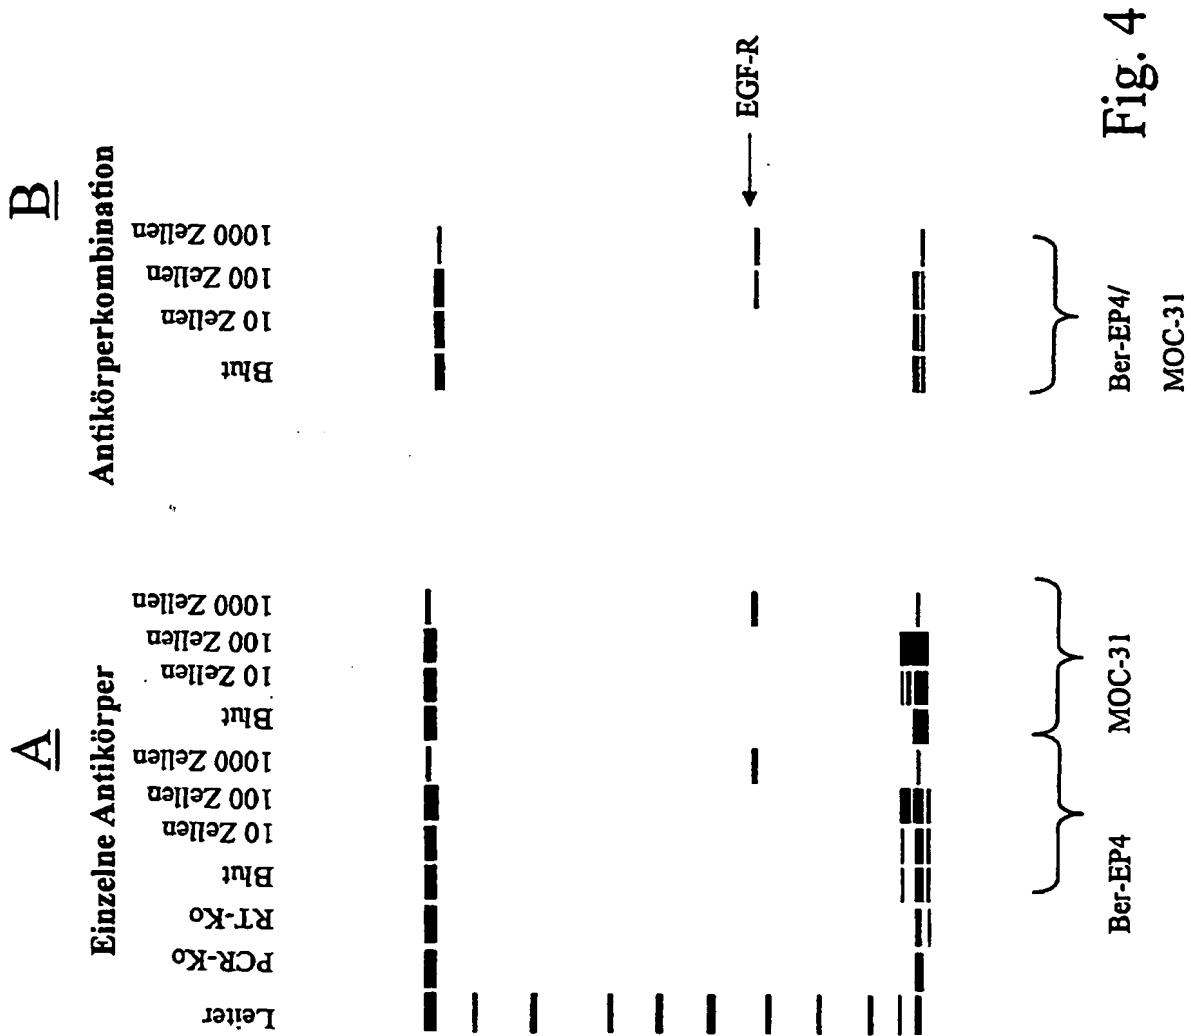 A
Einzelne Antikörper
Leiter
PCR-Ko
RT-Ko
Blut
10 Zellen
100 Zellen
1000 Zellen
Blut
10 Zellen
100 Zellen
1000 Zellen
Ber-EP4
MOC-31
B
Antikörperkombination
Blut
10 Zellen
100 Zellen
1000 Zellen
EGF-R
Ber-EP4/
MOC-31
Fig. 4